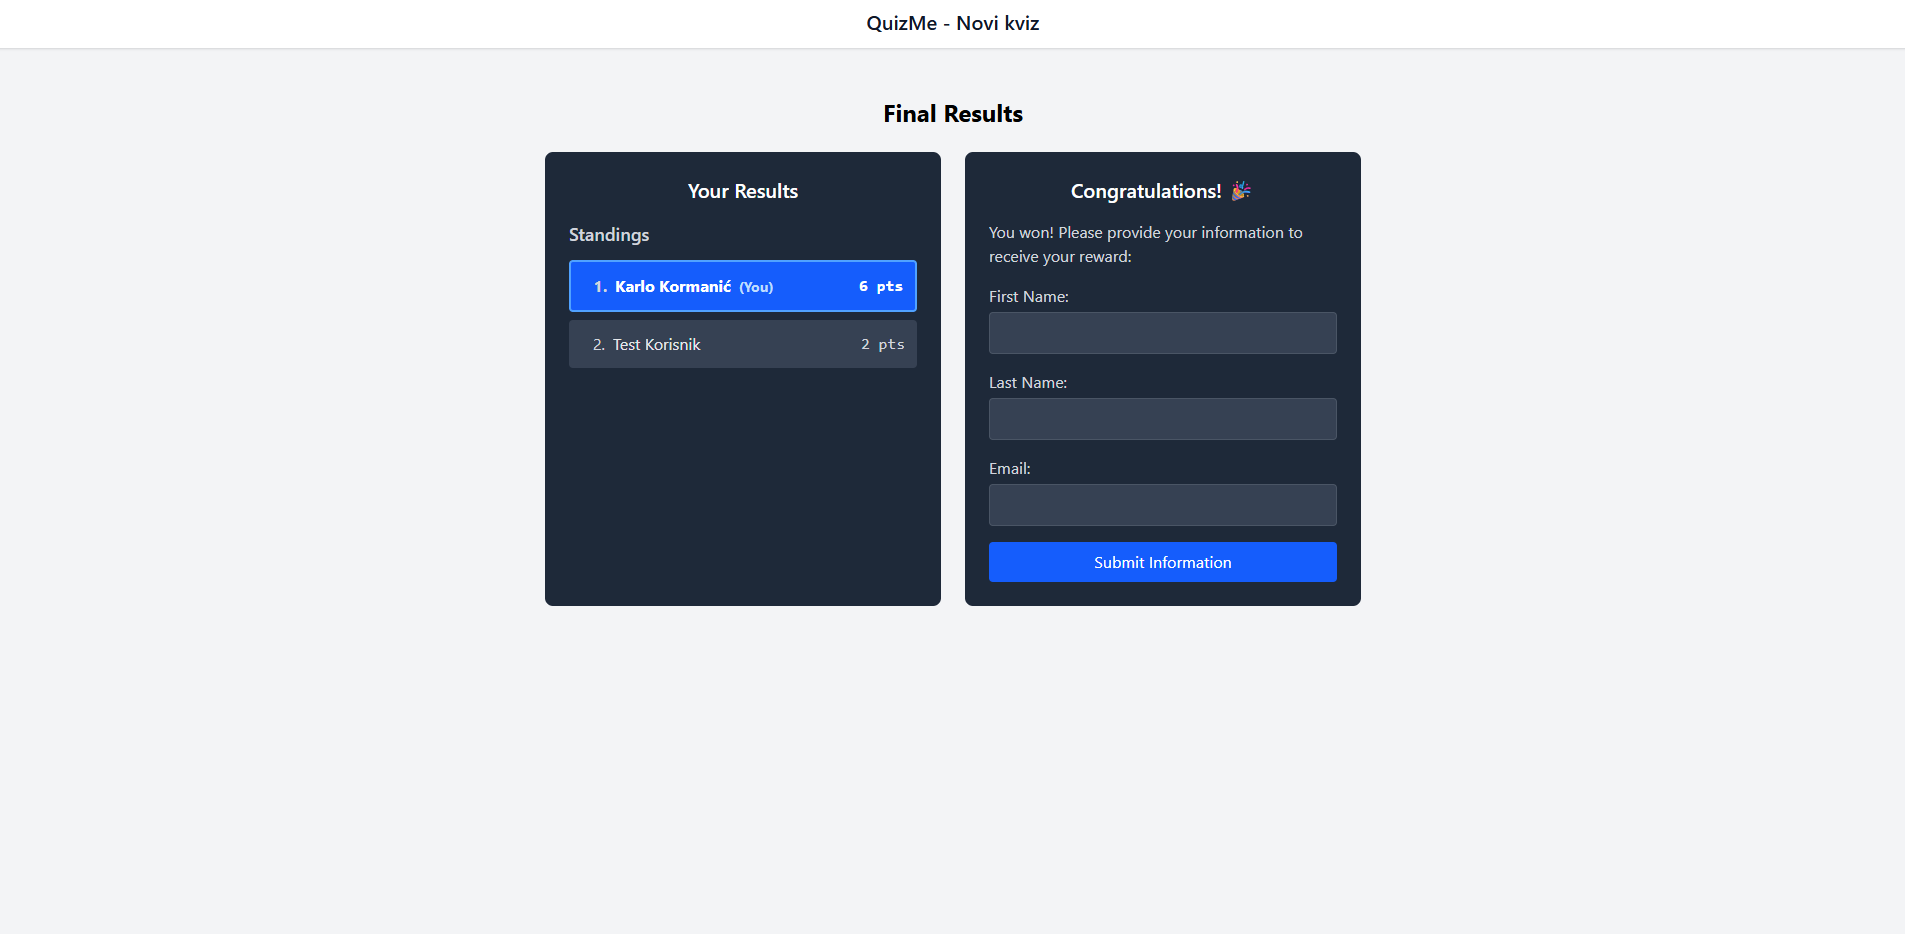 QuizMe - Novi kviz
Final Results
Your Results
Standings
1. Karlo Kormanić (You) 6 pts
2. Test Korisnik 2 pts
Congratulations! 🎉
You won! Please provide your information to
receive your reward:
First Name:
Last Name:
Email:
Submit Information